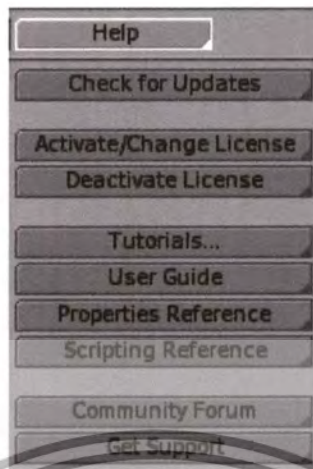 Help
Check for Updates
Activate/Change License
Deactivate License
Tutorials...
User Guide
Properties Reference
Scripting Reference
Community Forum
Get Support